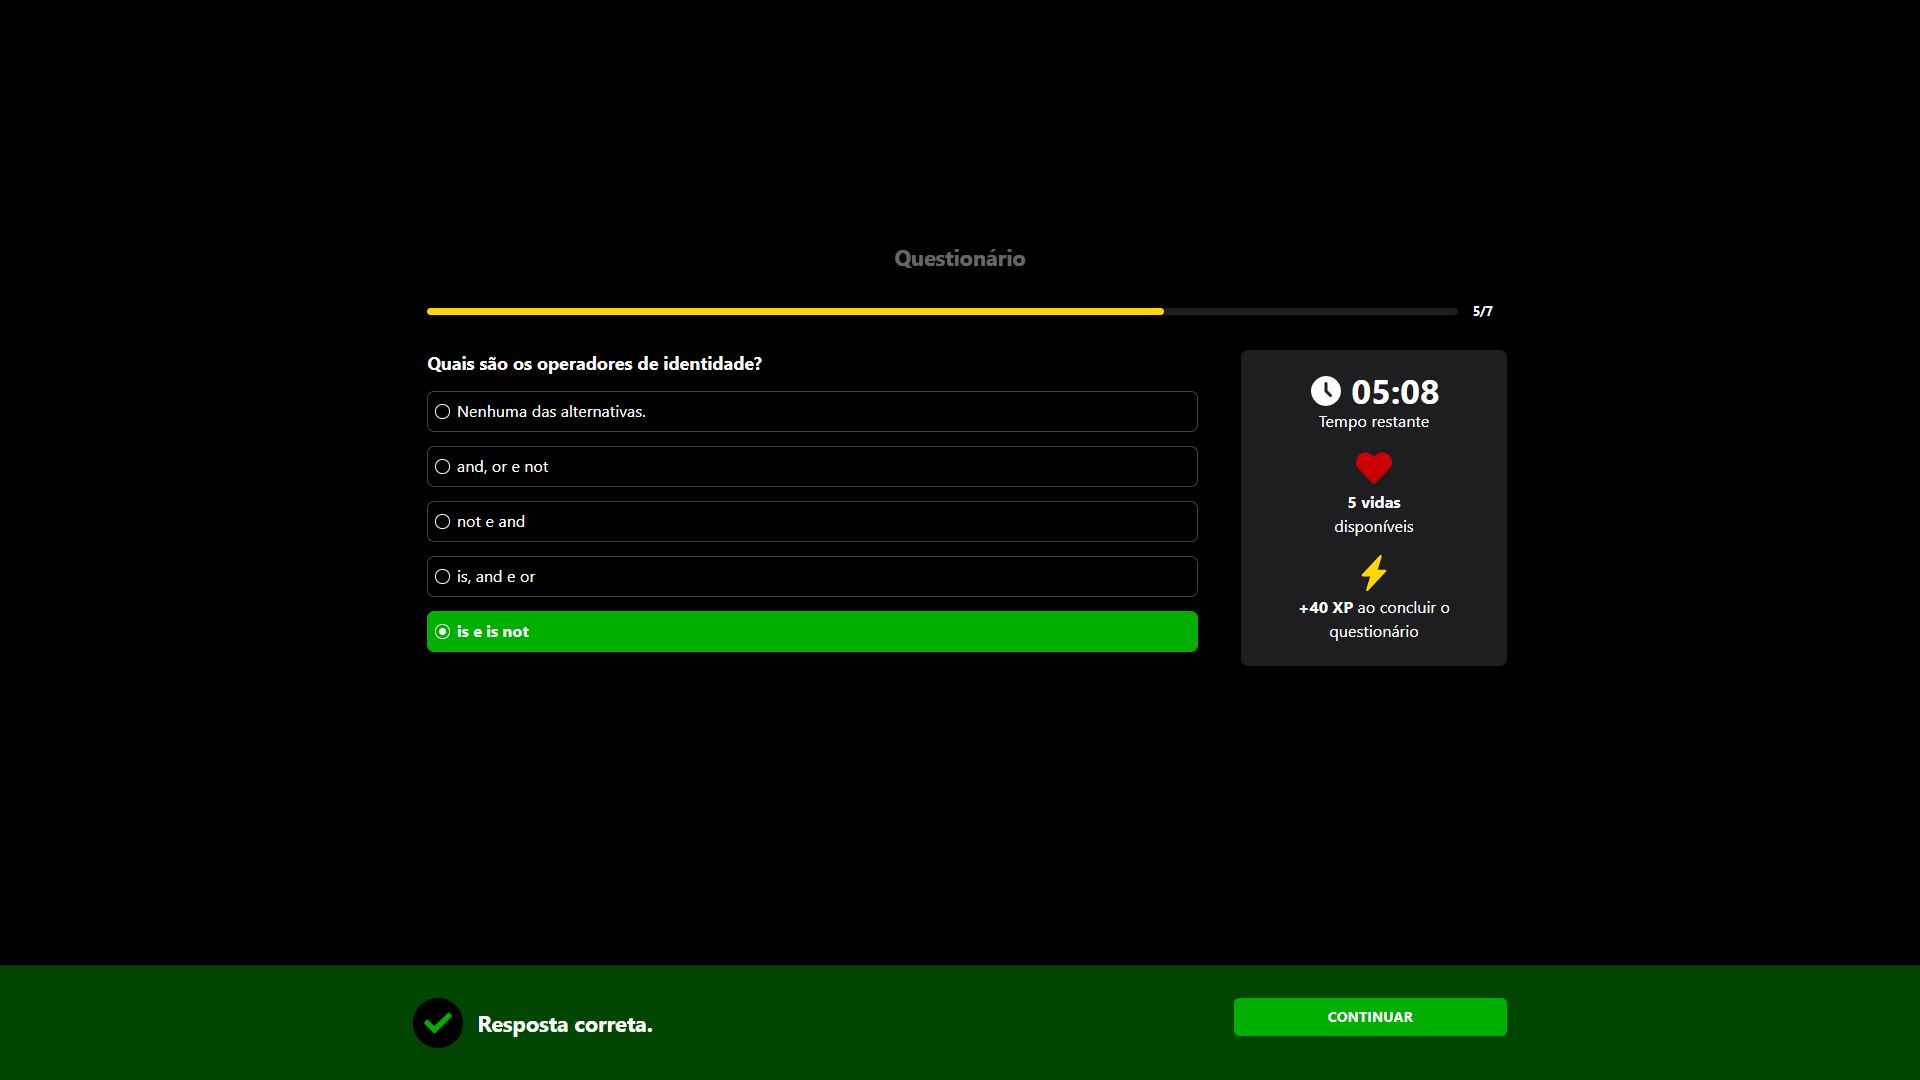 Questionário
5/7
Quais são os operadores de identidade?
Nenhuma das alternativas.
and, or e not
not e and
is, and e or
is e is not
05:08
Tempo restante
5 vidas
disponíveis
+40 XP ao concluir o
questionário
Resposta correta.
CONTINUAR